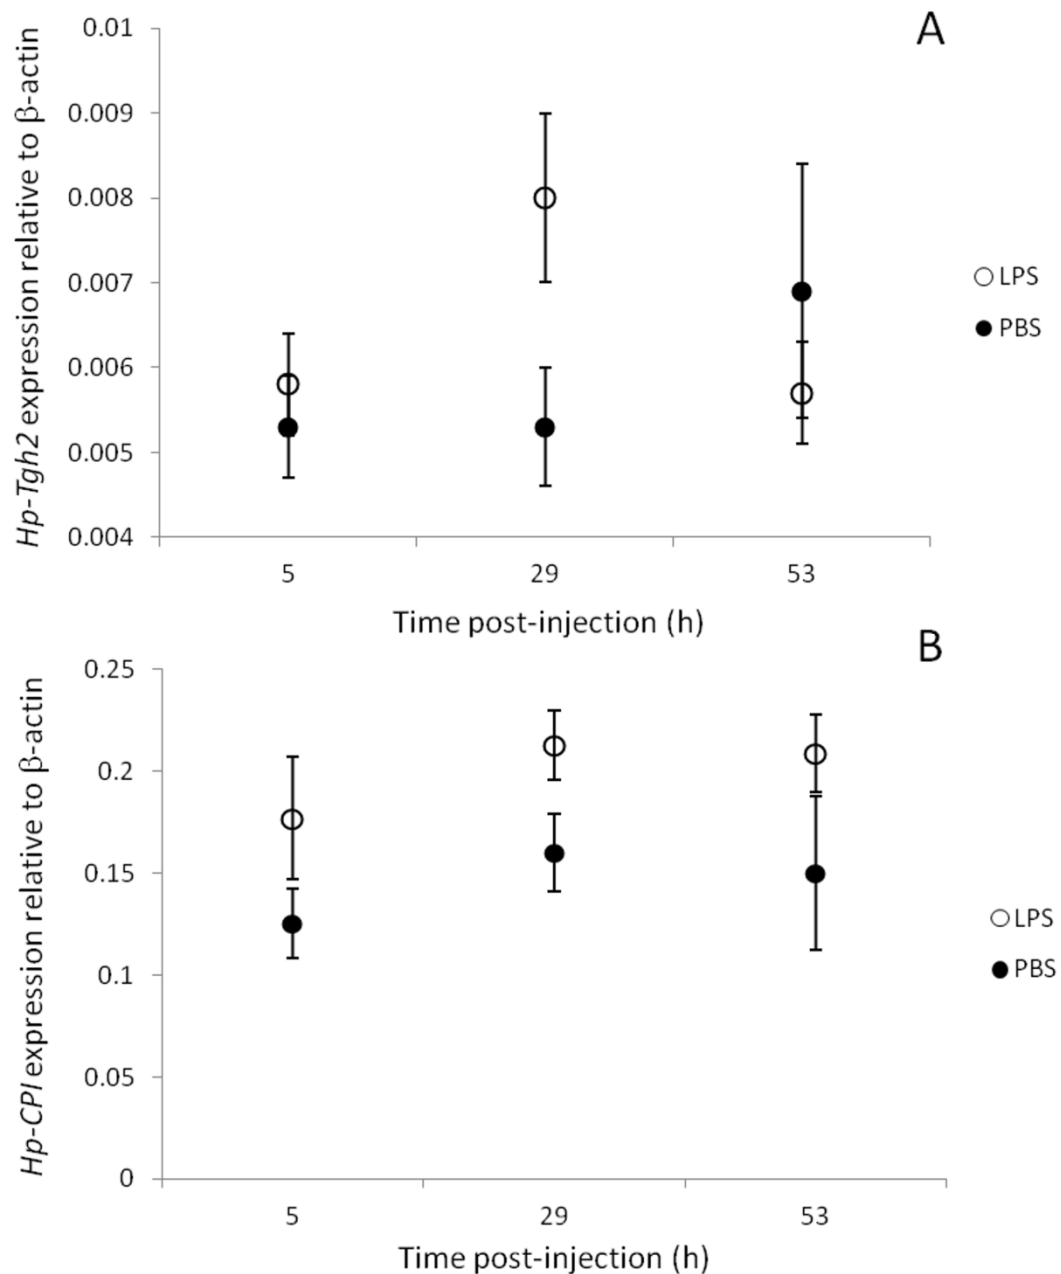 A
Hp-Tgh2 expression relative to β-actin
0.01
0.009
0.008
0.007
0.006
0.005
0.004
5 29 53
Time post-injection (h)
LPS
PBS
B
Hp-CPI expression relative to β-actin
0.25
0.2
0.15
0.1
0.05
0
5 29 53
Time post-injection (h)
LPS
PBS